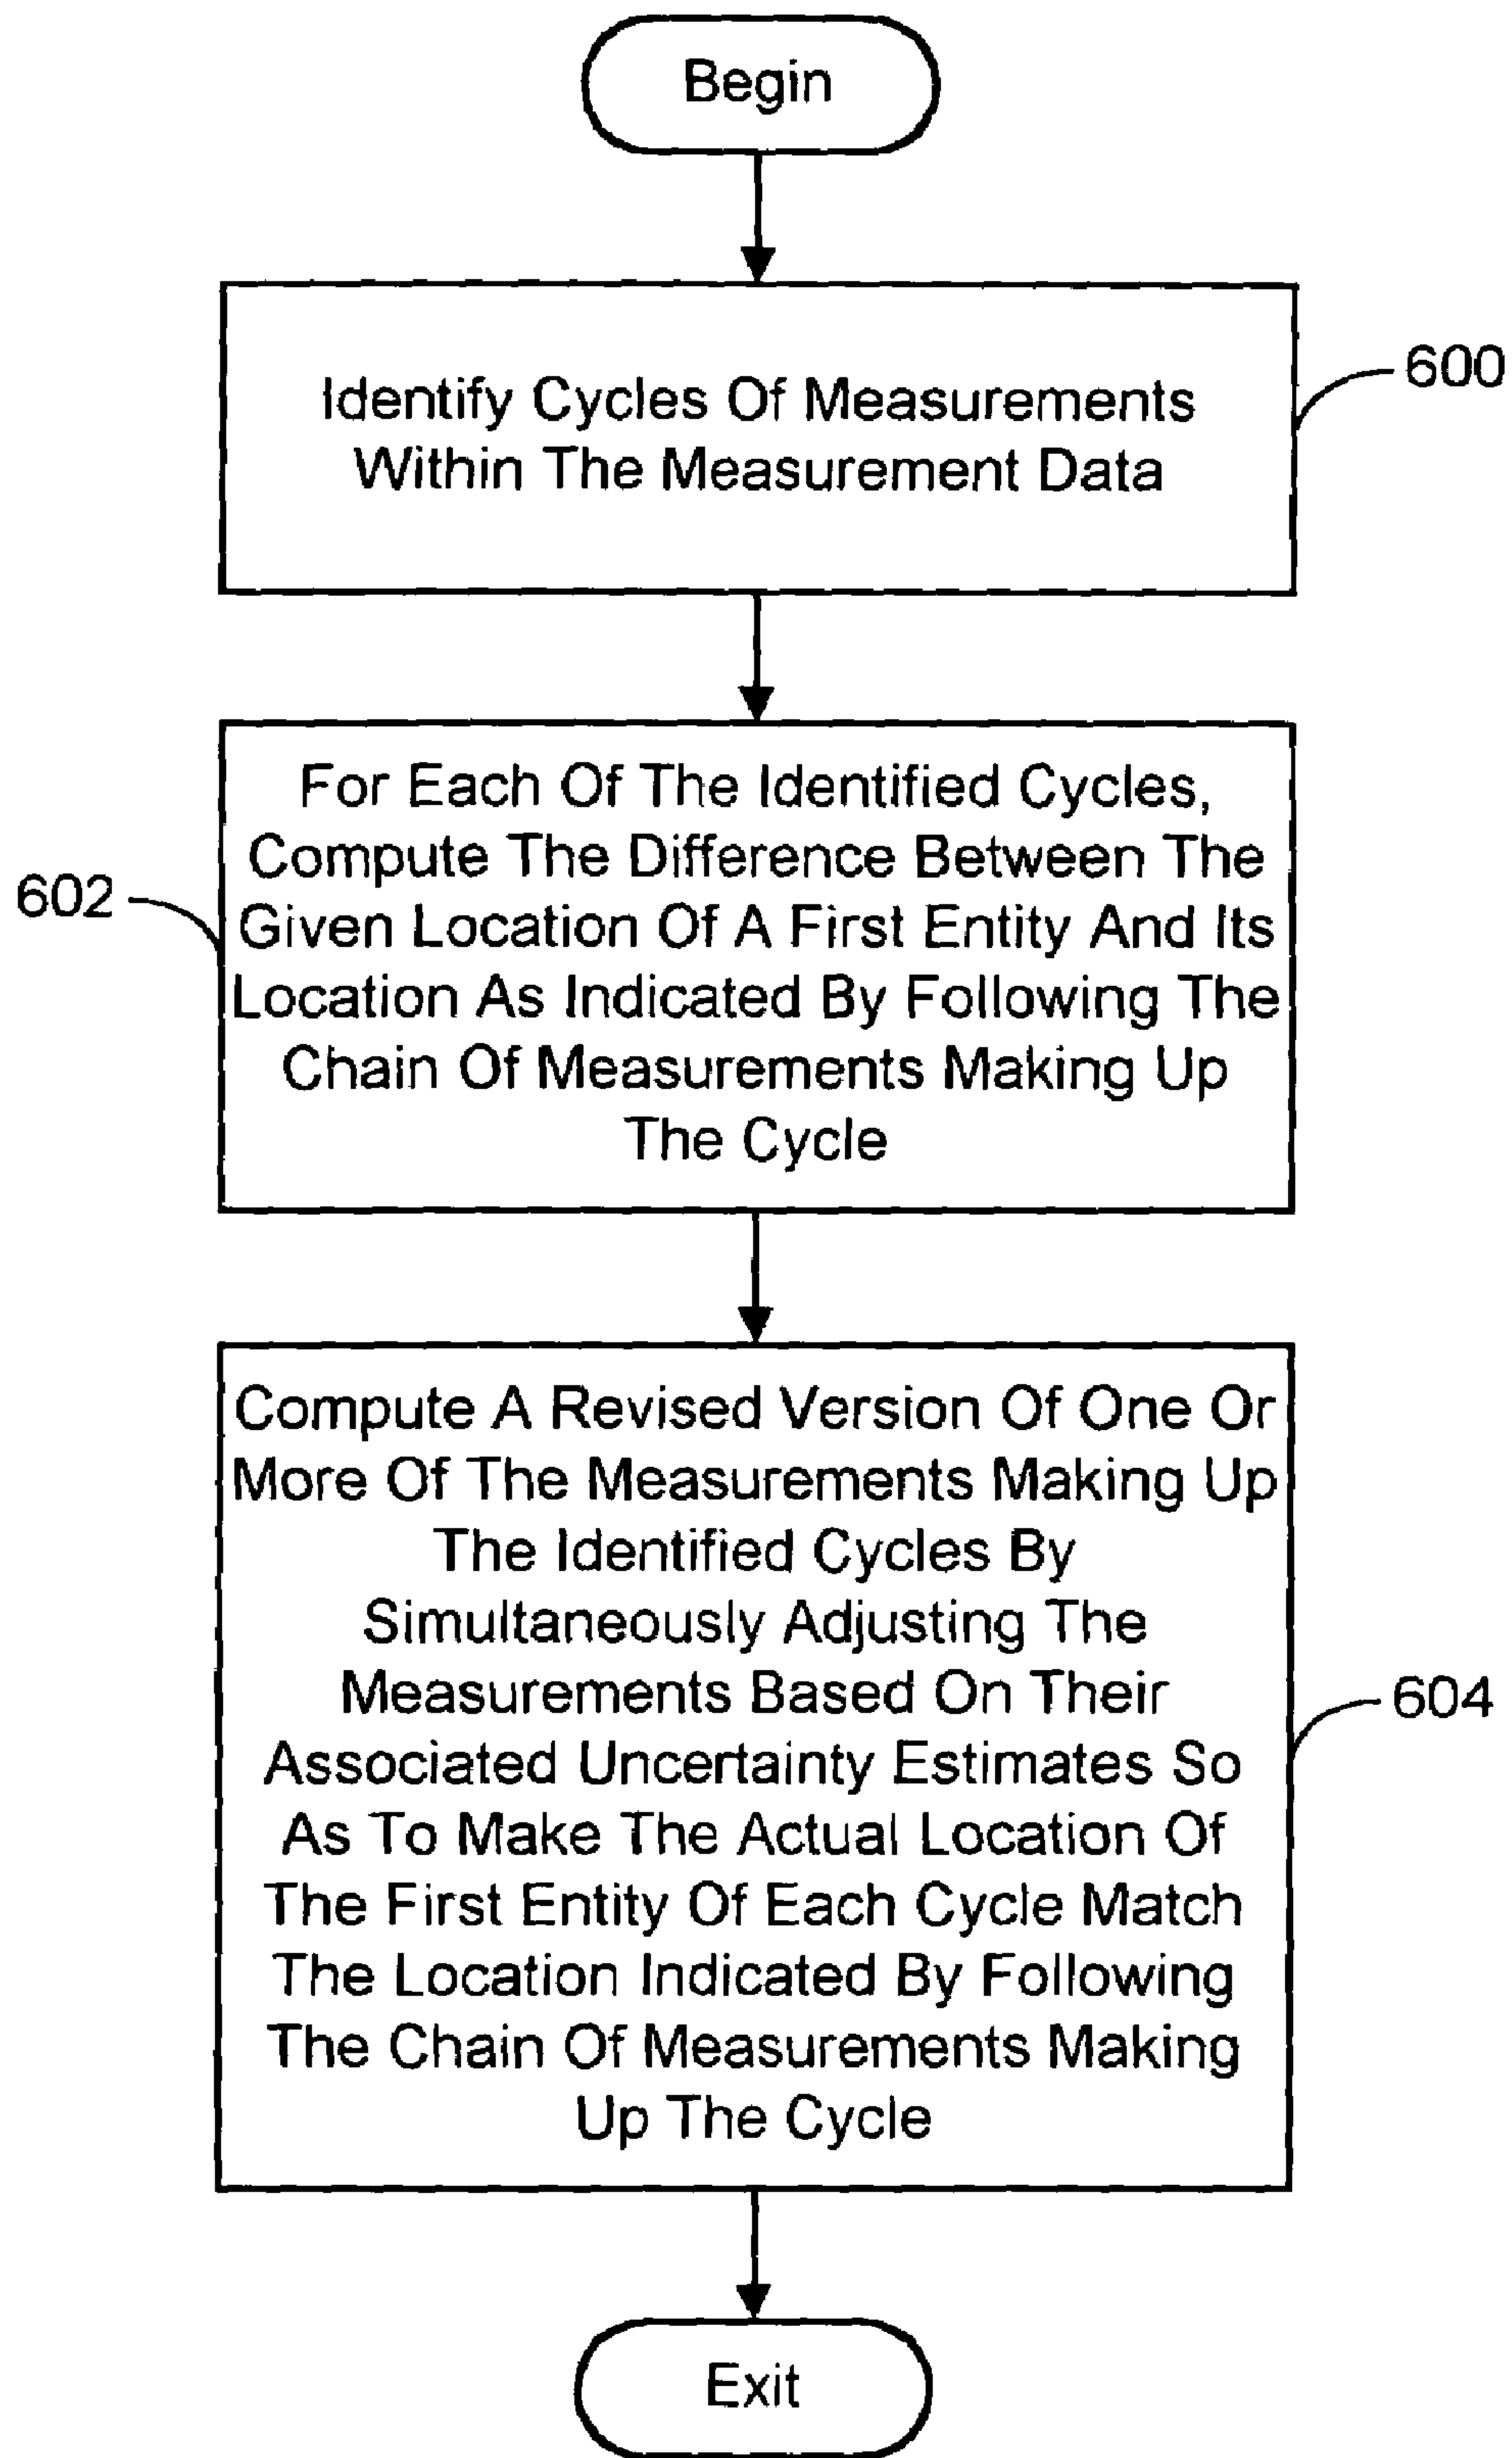 Begin
Identify Cycles Of Measurements
Within The Measurement Data
600
For Each Of The Identified Cycles,
Compute The Difference Between The
Given Location Of A First Entity And Its
Location As Indicated By Following The
Chain Of Measurements Making Up
The Cycle
602
Compute A Revised Version Of One Or
More Of The Measurements Making Up
The Identified Cycles By
Simultaneously Adjusting The
Measurements Based On Their
Associated Uncertainty Estimates So
As To Make The Actual Location Of
The First Entity Of Each Cycle Match
The Location Indicated By Following
The Chain Of Measurements Making
Up The Cycle
604
Exit